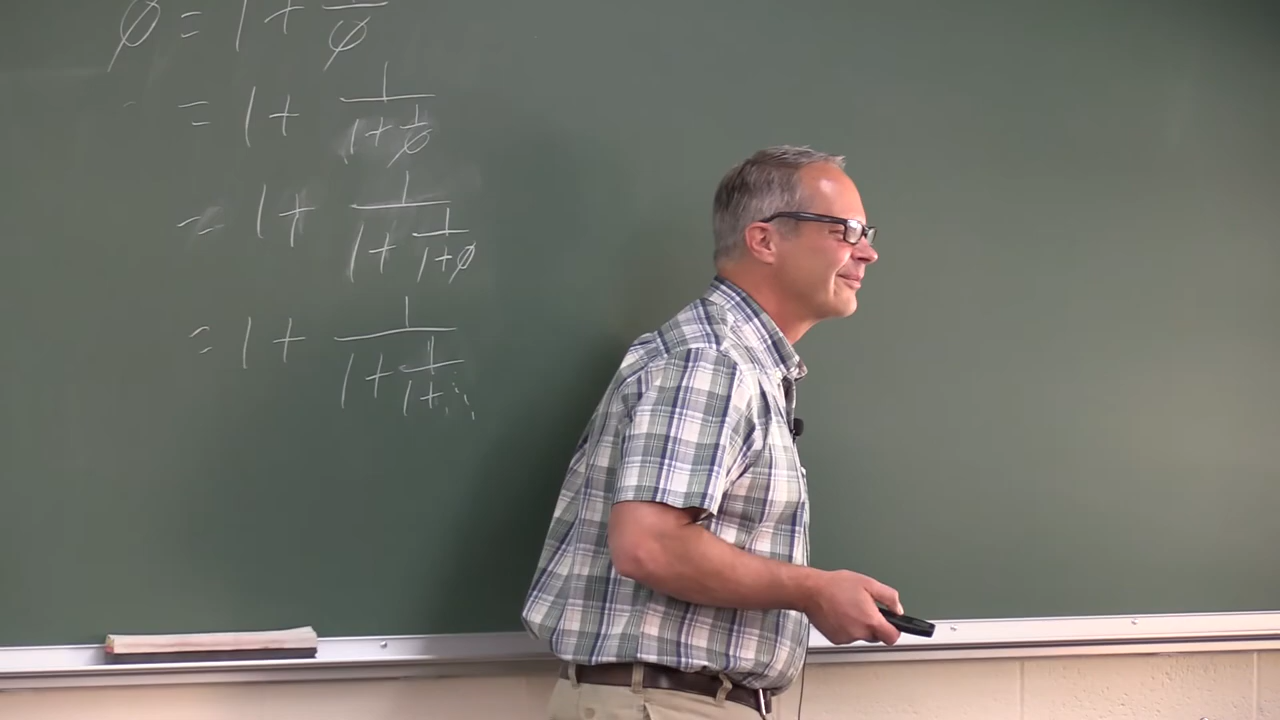 φ = 1 + 1/φ
= 1 + 1/(1 + 1/φ)
= 1 + 1/(1 + 1/(1 + φ))
= 1 + 1/(1 + 1/(1 + ⋱))